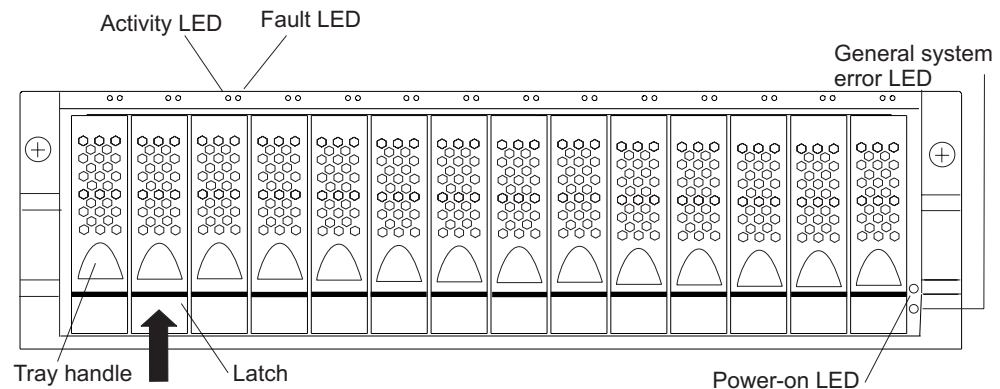 Activity LED
Fault LED
General system
error LED
Tray handle
Latch
Power-on LED